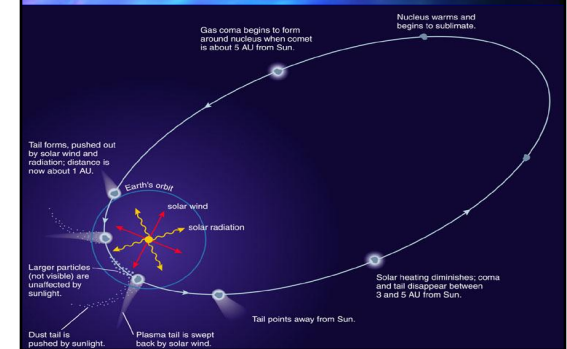 Nucleus warms and
begins to sublimate.
Gas coma begins to form
around nucleus when comet
is about 5 AU from Sun.
Tail forms, pushed out
by solar wind and
radiation; distance is
now about 1 AU.
Earth's orbit
solar wind
solar radiation
Larger particles
(not visible) are
unaffected by
sunlight.
Solar heating diminishes; coma
and tail disappear between
3 and 5 AU from Sun.
Tail points away from Sun.
Dust tail is
pushed by sunlight.
Plasma tail is swept
back by solar wind.